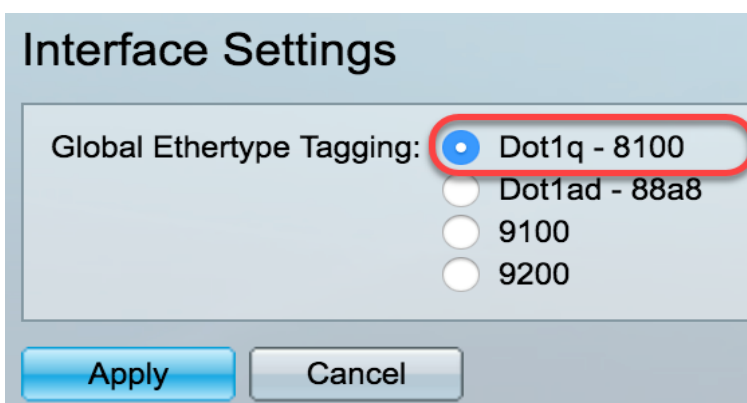 Interface Settings
Global Ethertype Tagging: Dot1q - 8100
Dot1ad - 88a8
9100
9200
Apply Cancel